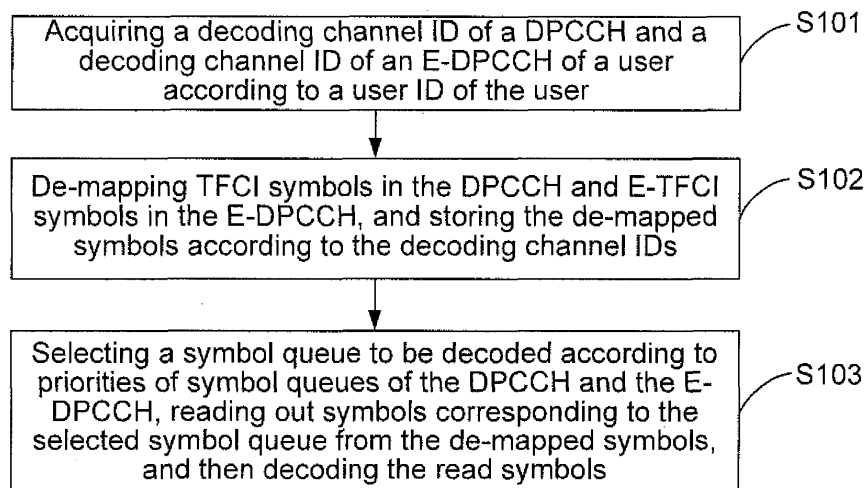 Acquiring a decoding channel ID of a DPCCH and a
decoding channel ID of an E-DPCCH of a user
according to a user ID of the user
S101
De-mapping TFCI symbols in the DPCCH and E-TFCI
symbols in the E-DPCCH, and storing the de-mapped
symbols according to the decoding channel IDs
S102
Selecting a symbol queue to be decoded according to
priorities of symbol queues of the DPCCH and the E-
DPCCH, reading out symbols corresponding to the
selected symbol queue from the de-mapped symbols,
and then decoding the read symbols
S103